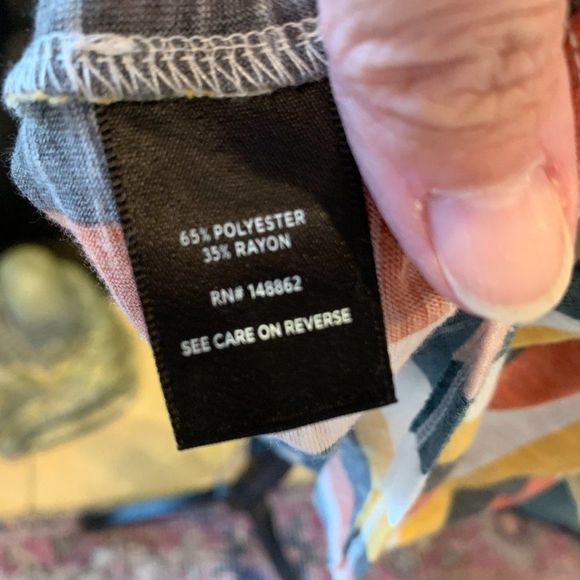 65% POLYESTER
35% RAYON
RN# 148862
SEE CARE ON REVERSE